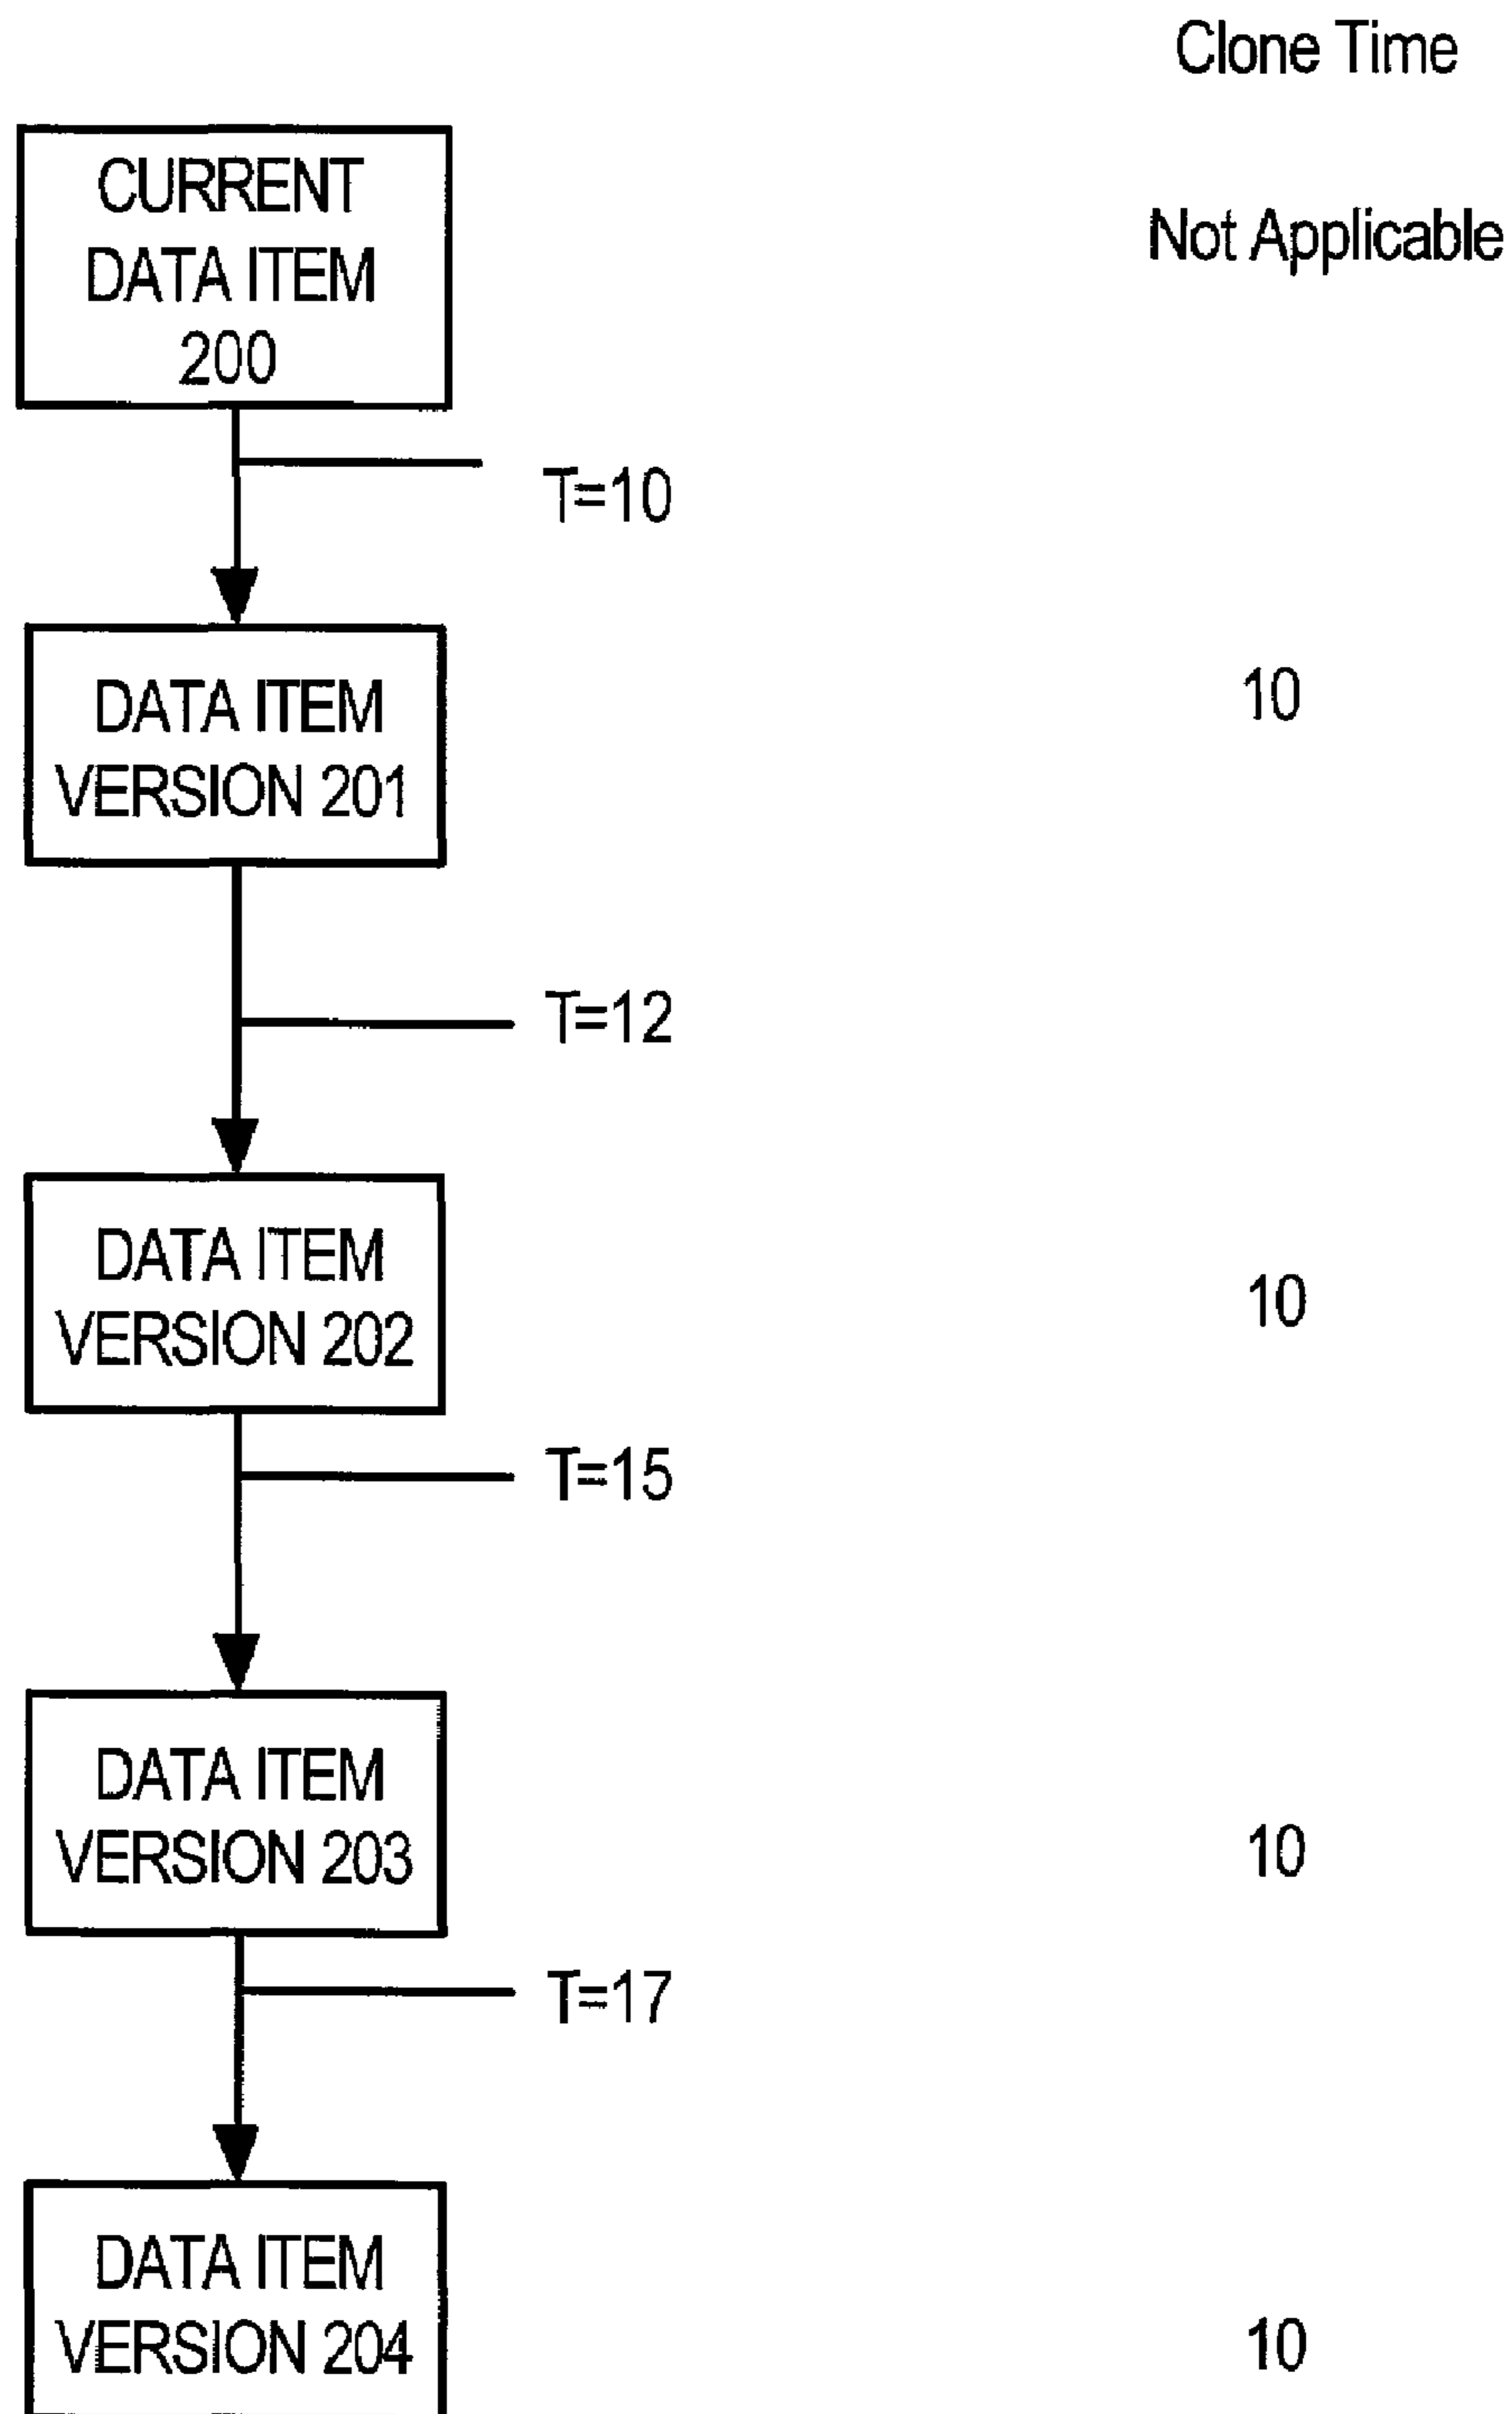 Clone Time
CURRENT
DATA ITEM
200
Not Applicable
T=10
DATA ITEM
VERSION 201
10
T=12
DATA ITEM
VERSION 202
10
T=15
DATA ITEM
VERSION 203
10
T=17
DATA ITEM
VERSION 204
10